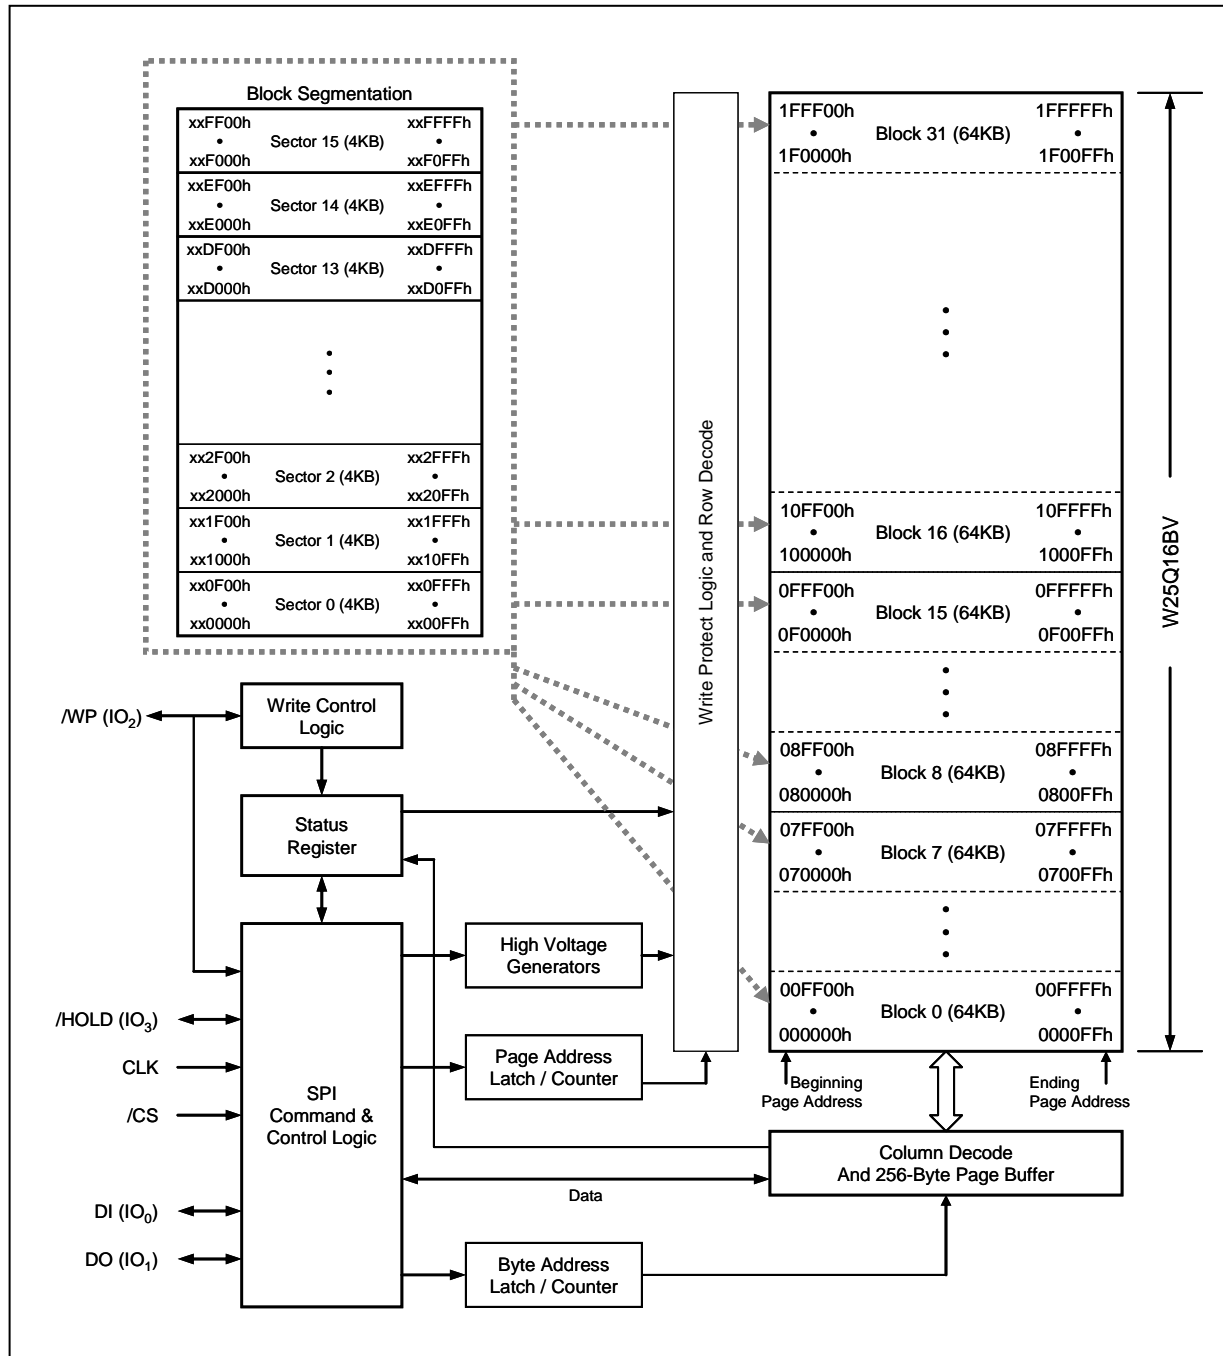 Block Segmentation
xxFF00h xxFFFFh
• Sector 15 (4KB) •
xxF000h xxF0FFh
xxEF00h xxEFFFh
• Sector 14 (4KB) •
xxE000h xxE0FFh
xxDF00h xxDFFFh
• Sector 13 (4KB) •
xxD000h xxD0FFh
xx2F00h xx2FFFh
• Sector 2 (4KB) •
xx2000h xx20FFh
xx1F00h xx1FFFh
• Sector 1 (4KB) •
xx1000h xx10FFh
xx0F00h xx0FFFh
• Sector 0 (4KB) •
xx0000h xx00FFh
Write Protect Logic and Row Decode
1FFF00h 1FFFFFh
• Block 31 (64KB) •
1F0000h 1F00FFh
10FF00h 10FFFFh
• Block 16 (64KB) •
100000h 1000FFh
0FFF00h 0FFFFFh
• Block 15 (64KB) •
0F0000h 0F00FFh
08FF00h 08FFFFh
• Block 8 (64KB) •
080000h 0800FFh
07FF00h 07FFFFh
• Block 7 (64KB) •
070000h 0700FFh
00FF00h 00FFFFh
• Block 0 (64KB) •
000000h 0000FFh
W25Q16BV
Beginning
Page Address
Ending
Page Address
/WP (IO2)
Write Control
Logic
Status
Register
High Voltage
Generators
/HOLD (IO3)
CLK
/CS
DI (IO0)
DO (IO1)
SPI
Command &
Control Logic
Page Address
Latch / Counter
Column Decode
And 256-Byte Page Buffer
Data
Byte Address
Latch / Counter